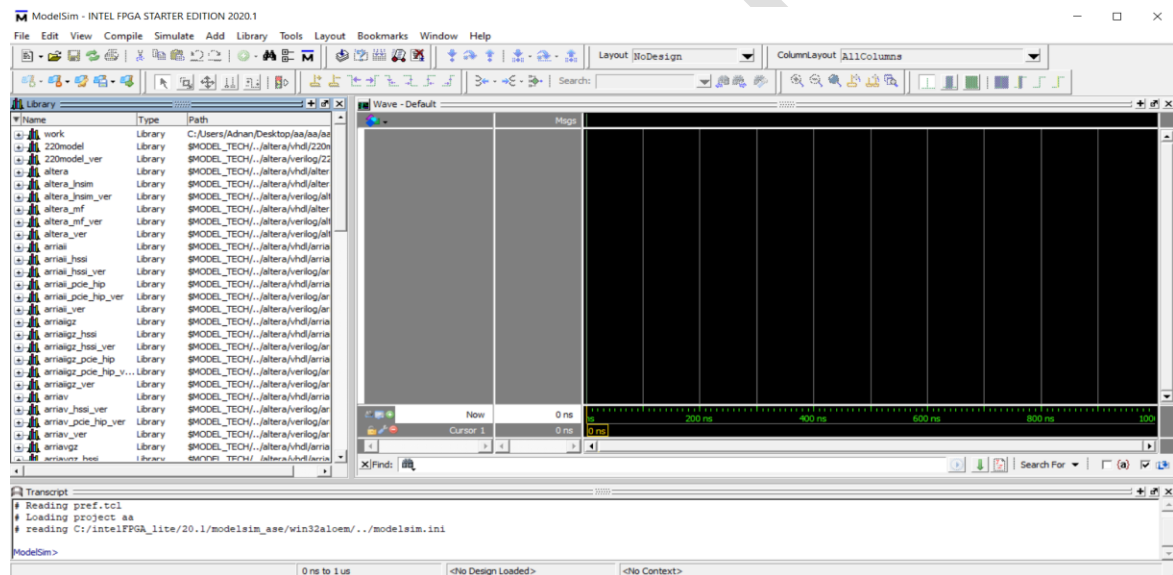 ModelSim - INTEL FPGA STARTER EDITION 2020.1
File Edit View Compile Simulate Add Library Tools Layout Bookmarks Window Help
Layout NoDesign
ColumnLayout AllColumns
Search:
Library
Name Type Path
work Library C:/Users/Adnan/Desktop/aa/aa/aa
220model Library $MODEL_TECH/../altera/vhdl/220m
220model_ver Library $MODEL_TECH/../altera/verilog/22
altera Library $MODEL_TECH/../altera/vhdl/alter
altera_lnsim Library $MODEL_TECH/../altera/vhdl/alter
altera_lnsim_ver Library $MODEL_TECH/../altera/verilog/alt
altera_mf Library $MODEL_TECH/../altera/vhdl/alter
altera_mf_ver Library $MODEL_TECH/../altera/verilog/alt
altera_ver Library $MODEL_TECH/../altera/verilog/alt
arriaii Library $MODEL_TECH/../altera/vhdl/arria
arriaii_hssi Library $MODEL_TECH/../altera/vhdl/arria
arriaii_hssi_ver Library $MODEL_TECH/../altera/verilog/ar
arriaii_pcie_hip Library $MODEL_TECH/../altera/vhdl/arria
arriaii_pcie_hip_ver Library $MODEL_TECH/../altera/verilog/ar
arriaii_ver Library $MODEL_TECH/../altera/verilog/ar
arriaiigz Library $MODEL_TECH/../altera/vhdl/arria
arriaiigz_hssi Library $MODEL_TECH/../altera/vhdl/arria
arriaiigz_hssi_ver Library $MODEL_TECH/../altera/verilog/ar
arriaiigz_pcie_hip Library $MODEL_TECH/../altera/vhdl/arria
arriaiigz_pcie_hip_v... Library $MODEL_TECH/../altera/verilog/ar
arriaiigz_ver Library $MODEL_TECH/../altera/verilog/ar
arriav Library $MODEL_TECH/../altera/vhdl/arria
arriav_hssi_ver Library $MODEL_TECH/../altera/verilog/ar
arriav_pcie_hip_ver Library $MODEL_TECH/../altera/verilog/ar
arriav_ver Library $MODEL_TECH/../altera/verilog/ar
arriavgz Library $MODEL_TECH/../altera/vhdl/arria
arriavgz_hssi Library $MODEL_TECH/../altera/vhdl/arria
Wave - Default
Msgs
Now 0 ns
200 ns 400 ns 600 ns 800 ns 100
Cursor 1 0 ns 0 ns
Find: Search For (a)
Transcript
# Reading pref.tcl
# Loading project aa
# reading C:/intelFPGA_lite/20.1/modelsim_ase/win32aloem/../modelsim.ini
ModelSim>
0 ns to 1 us <No Design Loaded> <No Context>